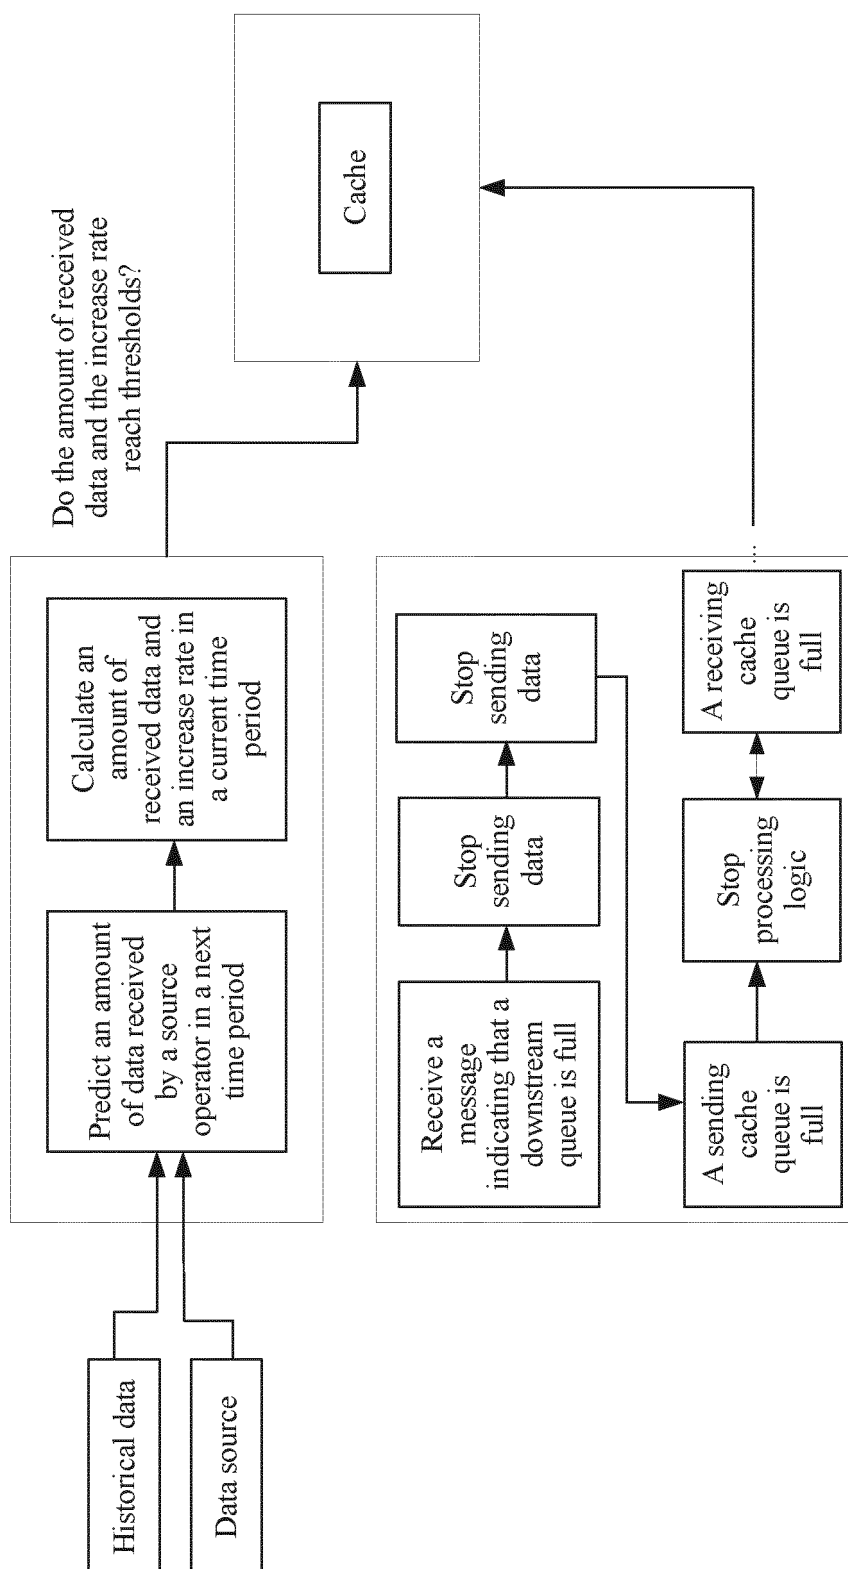 Historical data
Data source
Predict an amount
of data received
by a source
operator in a next
time period
Calculate an
amount of
received data and
an increase rate in
a current time
period
Do the amount of received
data and the increase rate
reach thresholds?
Cache
Receive a
message
indicating that a
downstream
queue is full
Stop
sending
data
Stop
sending
data
A sending
cache
queue is
full
Stop
processing
logic
A receiving
cache
queue is
full
...